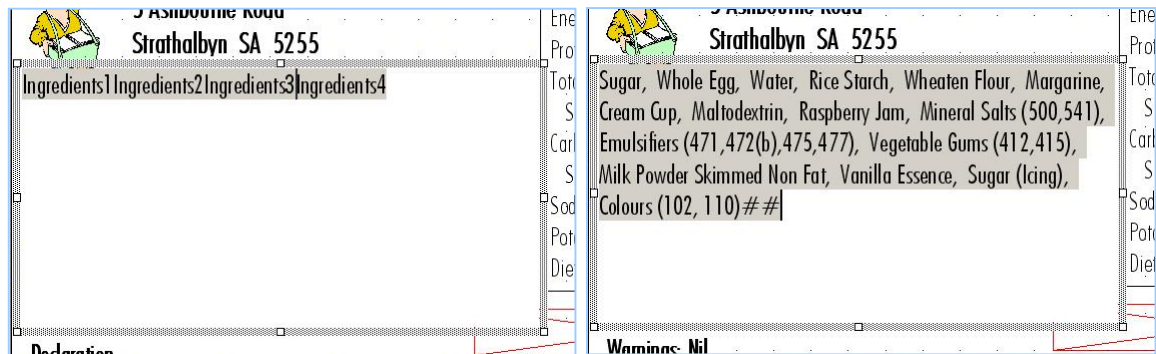 Strathalbyn SA 5255
Ingredients1Ingredients2Ingredients3Ingredients4
Declaration
Strathalbyn SA 5255
Sugar, Whole Egg, Water, Rice Starch, Wheaten Flour, Margarine,
Cream Cup, Maltodextrin, Raspberry Jam, Mineral Salts (500,541),
Emulsifiers (471,472(b),475,477), Vegetable Gums (412,415),
Milk Powder Skimmed Non Fat, Vanilla Essence, Sugar (Icing),
Colours (102, 110)##
Warnings: Nil